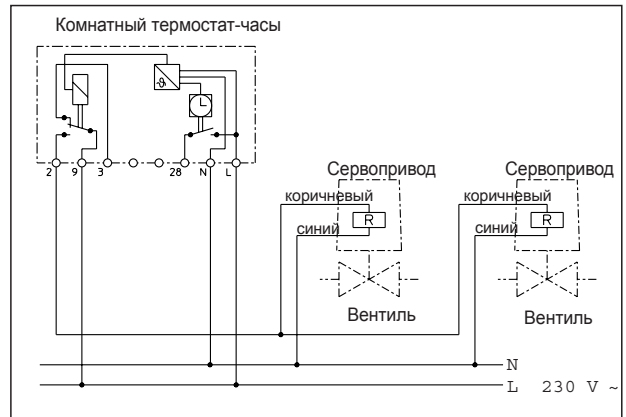 Комнатный термостат-часы
ϑ
2 9 3 28 N L
Сервопривод Сервопривод
коричневый коричневый
R R
синий синий
Вентиль Вентиль
N
L 230 V ~